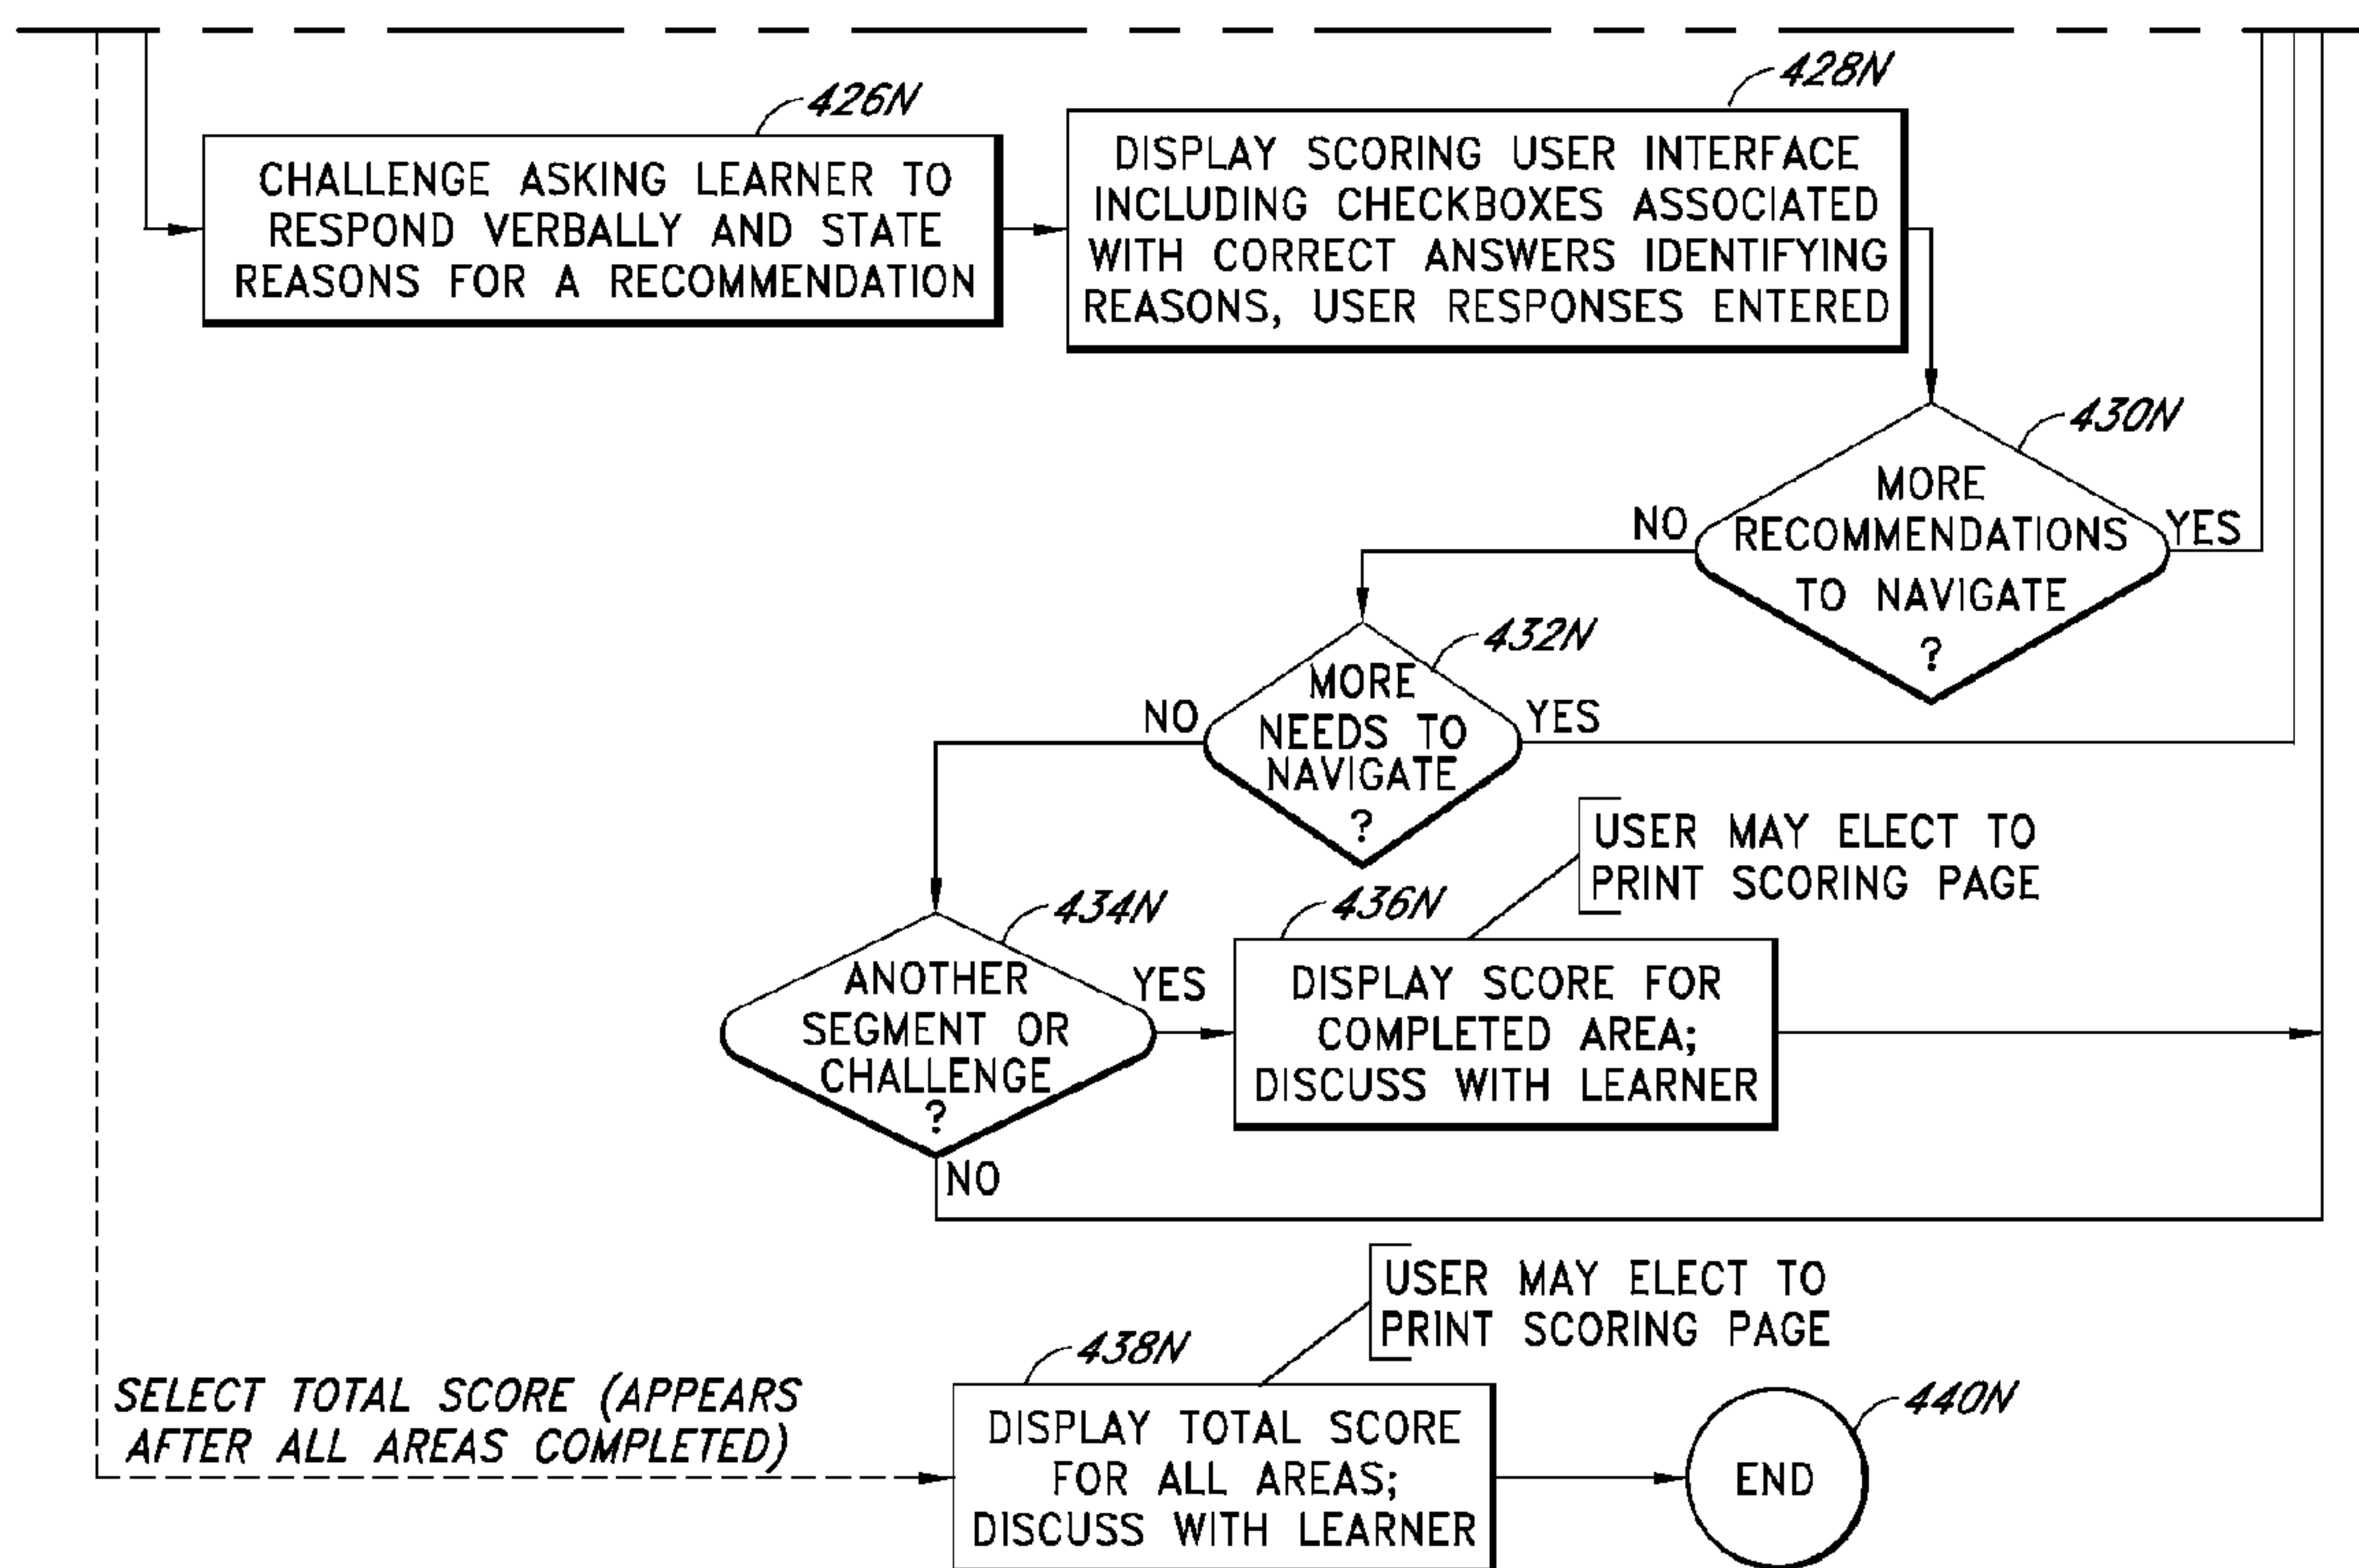 426N
CHALLENGE ASKING LEARNER TO
RESPOND VERBALLY AND STATE
REASONS FOR A RECOMMENDATION
428N
DISPLAY SCORING USER INTERFACE
INCLUDING CHECKBOXES ASSOCIATED
WITH CORRECT ANSWERS IDENTIFYING
REASONS, USER RESPONSES ENTERED
430N
MORE
RECOMMENDATIONS
TO NAVIGATE
?
NO
YES
432N
MORE
NEEDS TO
NAVIGATE
?
NO
YES
434N
ANOTHER
SEGMENT OR
CHALLENGE
?
YES
NO
436N
USER MAY ELECT TO
PRINT SCORING PAGE
DISPLAY SCORE FOR
COMPLETED AREA;
DISCUSS WITH LEARNER
SELECT TOTAL SCORE (APPEARS
AFTER ALL AREAS COMPLETED)
438N
USER MAY ELECT TO
PRINT SCORING PAGE
DISPLAY TOTAL SCORE
FOR ALL AREAS;
DISCUSS WITH LEARNER
440N
END